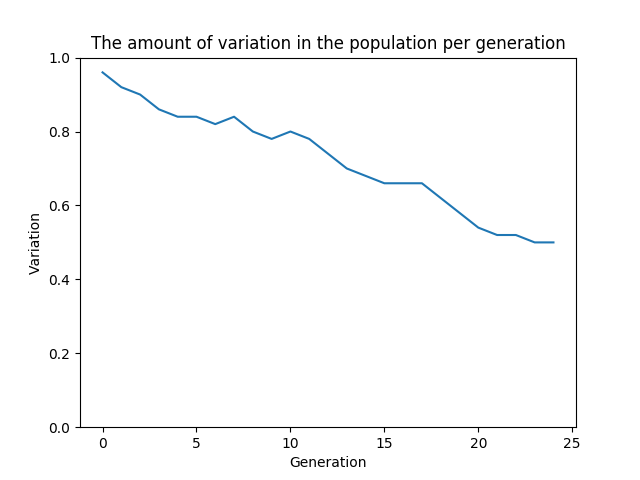 The amount of variation in the population per generation
1.0
0.8
0.6
0.4
0.2
0.0
Variation
0 5 10 15 20 25
Generation